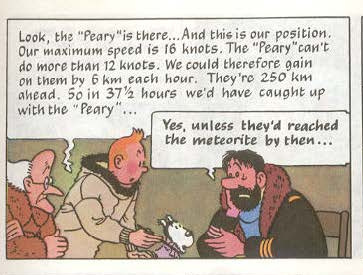 Look, the "Peary" is there... And this is our position.
Our maximum speed is 16 knots. The "Peary" can't
do more than 12 knots. We could therefore gain
on them by 6 km each hour. They're 250 km
ahead. So in 37½ hours we'd have caught up
with the "Peary"...
Yes, unless they'd reached
the meteorite by then...